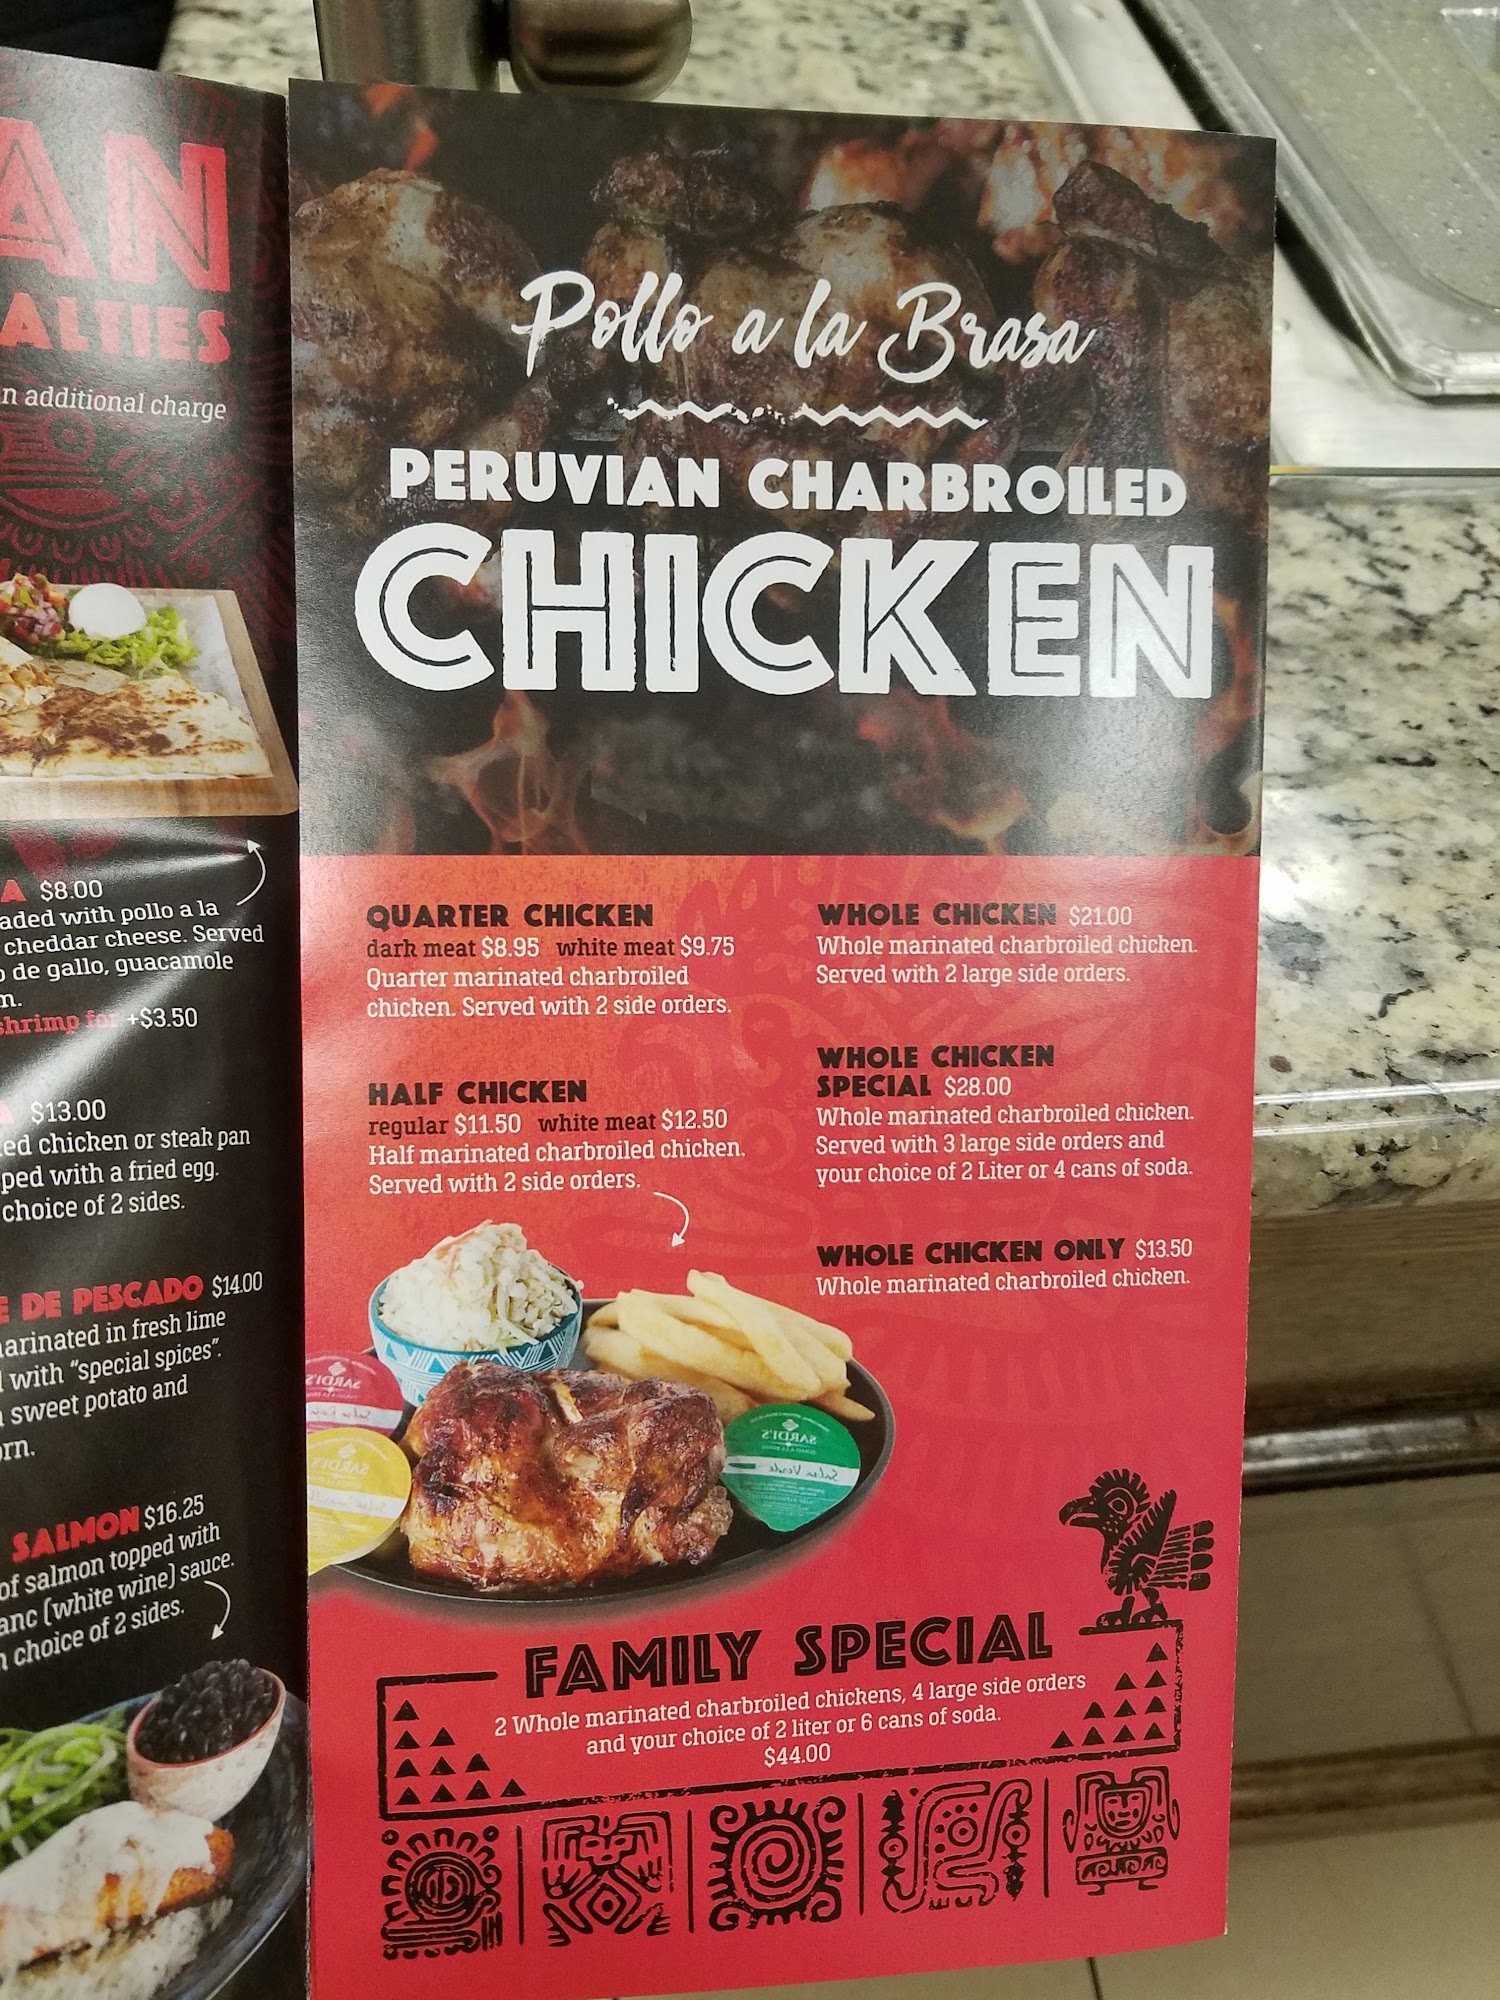 AN
ALTIES
n additional charge
A $8.00
aded with pollo a la
cheddar cheese. Served
o de gallo, guacamole
n.
shrimp for +$3.50
A $13.00
ed chicken or steak pan
ped with a fried egg.
choice of 2 sides.
E DE PESCADO $14.00
arinated in fresh lime
with "special spices".
sweet potato and
orn.
SALMON $16.25
of salmon topped with
anc (white wine) sauce.
choice of 2 sides.
Pollo a la Brasa
PERUVIAN CHARBROILED
CHICKEN
QUARTER CHICKEN
dark meat $8.95 white meat $9.75
Quarter marinated charbroiled
chicken. Served with 2 side orders.
HALF CHICKEN
regular $11.50 white meat $12.50
Half marinated charbroiled chicken.
Served with 2 side orders.
WHOLE CHICKEN $21.00
Whole marinated charbroiled chicken.
Served with 2 large side orders.
WHOLE CHICKEN
SPECIAL $28.00
Whole marinated charbroiled chicken.
Served with 3 large side orders and
your choice of 2 Liter or 4 cans of soda.
WHOLE CHICKEN ONLY $13.50
Whole marinated charbroiled chicken.
SARDI'S
SARDI'S
SARDI'S
Salsa Verde
FAMILY SPECIAL
2 Whole marinated charbroiled chickens, 4 large side orders
and your choice of 2 liter or 6 cans of soda.
$44.00